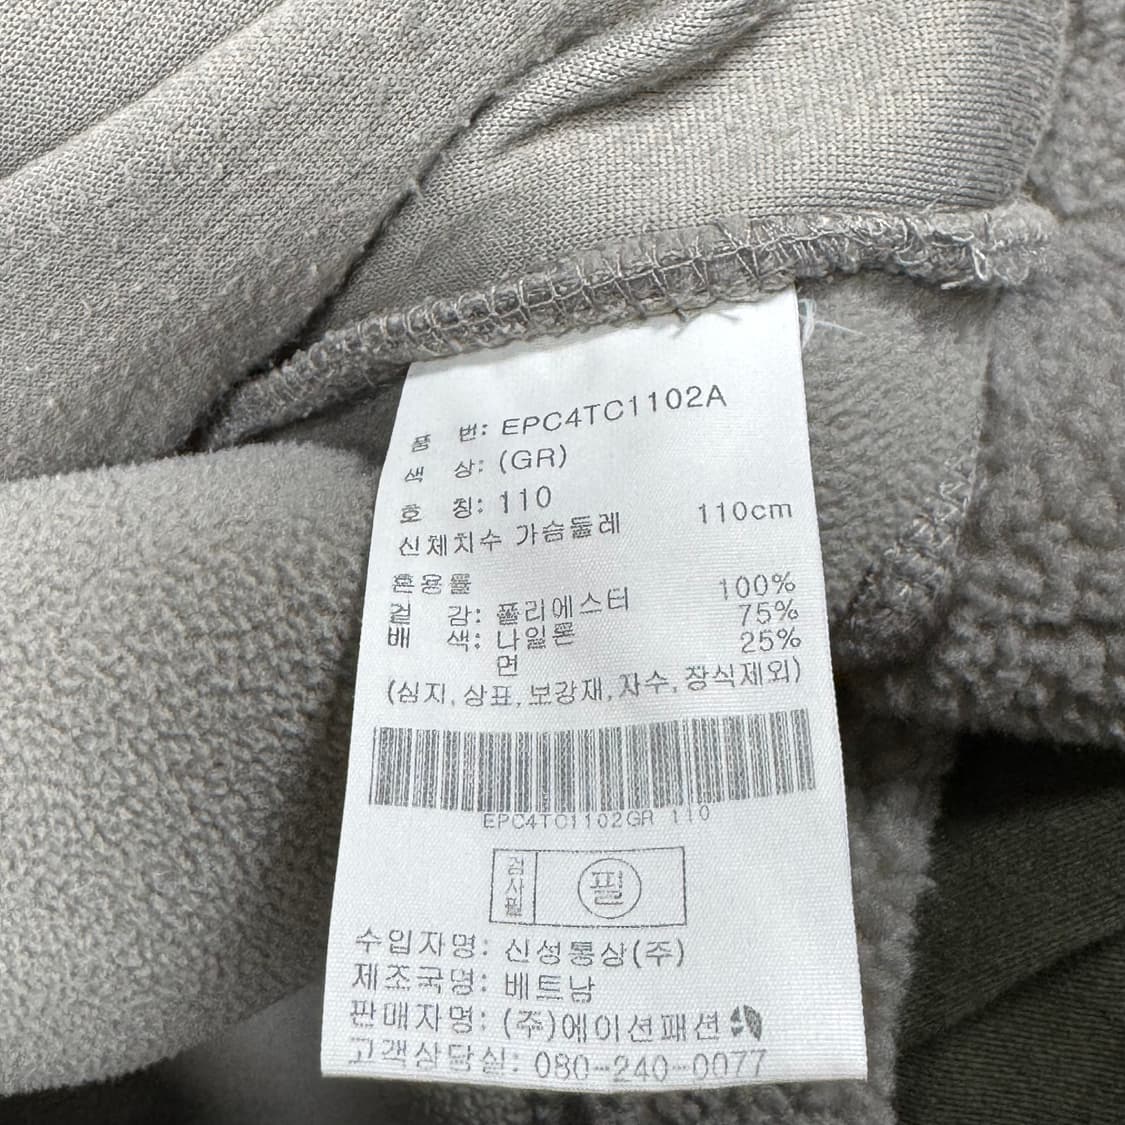 품 번: EPC4TC1102A
색 상: (GR)
호 칭: 110
신체치수 가슴둘레 110cm
혼용률
겉 감: 폴리에스터 100%
배 색: 나일론 75%
면 25%
(심지,상표,보강재,자수,장식제외)
EPC4TC1102GR 110
검사필 필
수입자명: 신성통상(주)
제조국명: 베트남
판매자명: (주)에이션패션
고객상담실: 080-240-0077